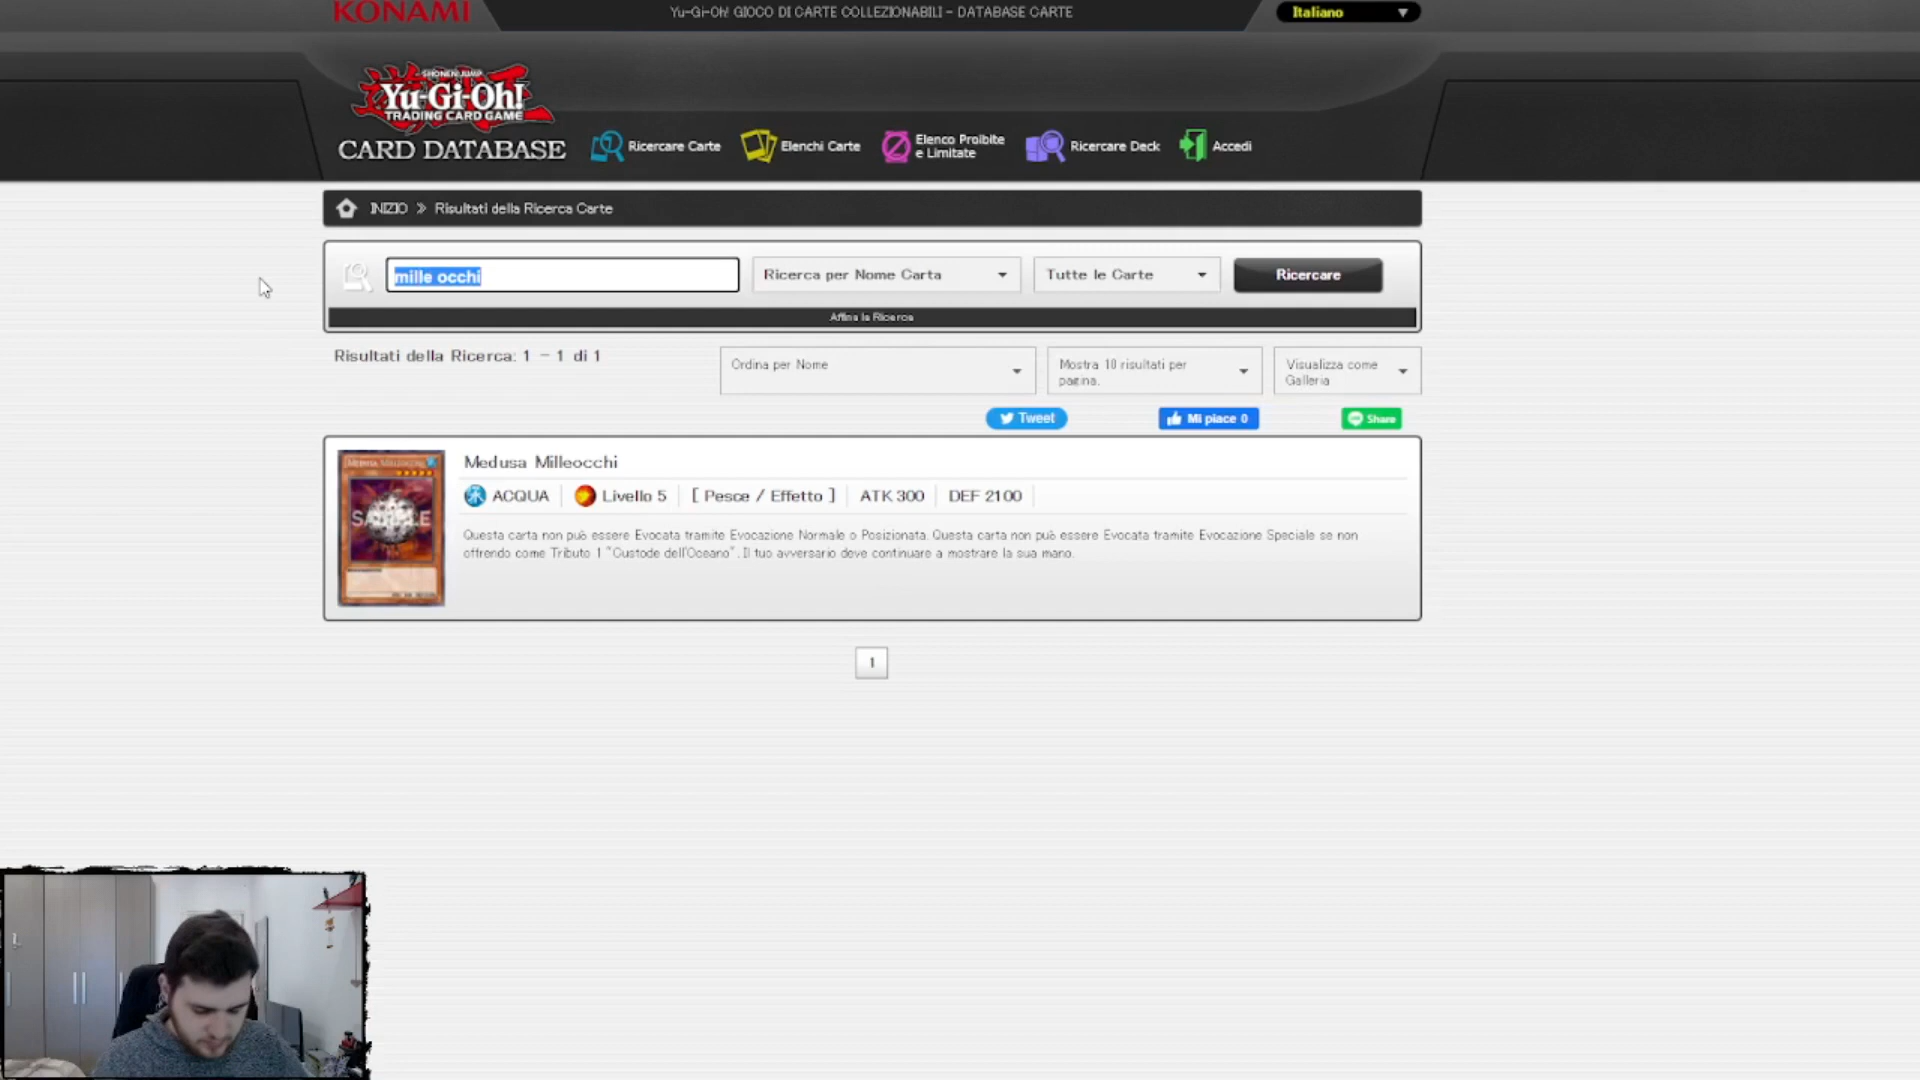 KONAMI
Yu-Gi-Oh! GIOCO DI CARTE COLLEZIONABILI - DATABASE CARTE
Italiano
SHONEN JUMP
Yu-Gi-Oh!
TRADING CARD GAME
CARD DATABASE
Ricercare Carte
Elenchi Carte
Elenco Proibite
e Limitate
Ricercare Deck
Accedi
INIZIO » Risultati della Ricerca Carte
mille occhi
Ricerca per Nome Carta
Tutte le Carte
Ricercare
Affina la Ricerca
Risultati della Ricerca: 1 - 1 di 1
Ordina per Nome
Mostra 10 risultati per
pagina.
Visualizza come
Galleria
Tweet
Mi piace 0
Share
Medusa Milleocchi
ACQUA
Livello 5
[ Pesce / Effetto ]
ATK 300
DEF 2100
Questa carta non può essere Evocata tramite Evocazione Normale o Posizionata. Questa carta non può essere Evocata tramite Evocazione Speciale se non
offrendo come Tributo 1 "Custode dell'Oceano". Il tuo avversario deve continuare a mostrare la sua mano.
MEDUSA MILLEOCCHI
SAMPLE
1